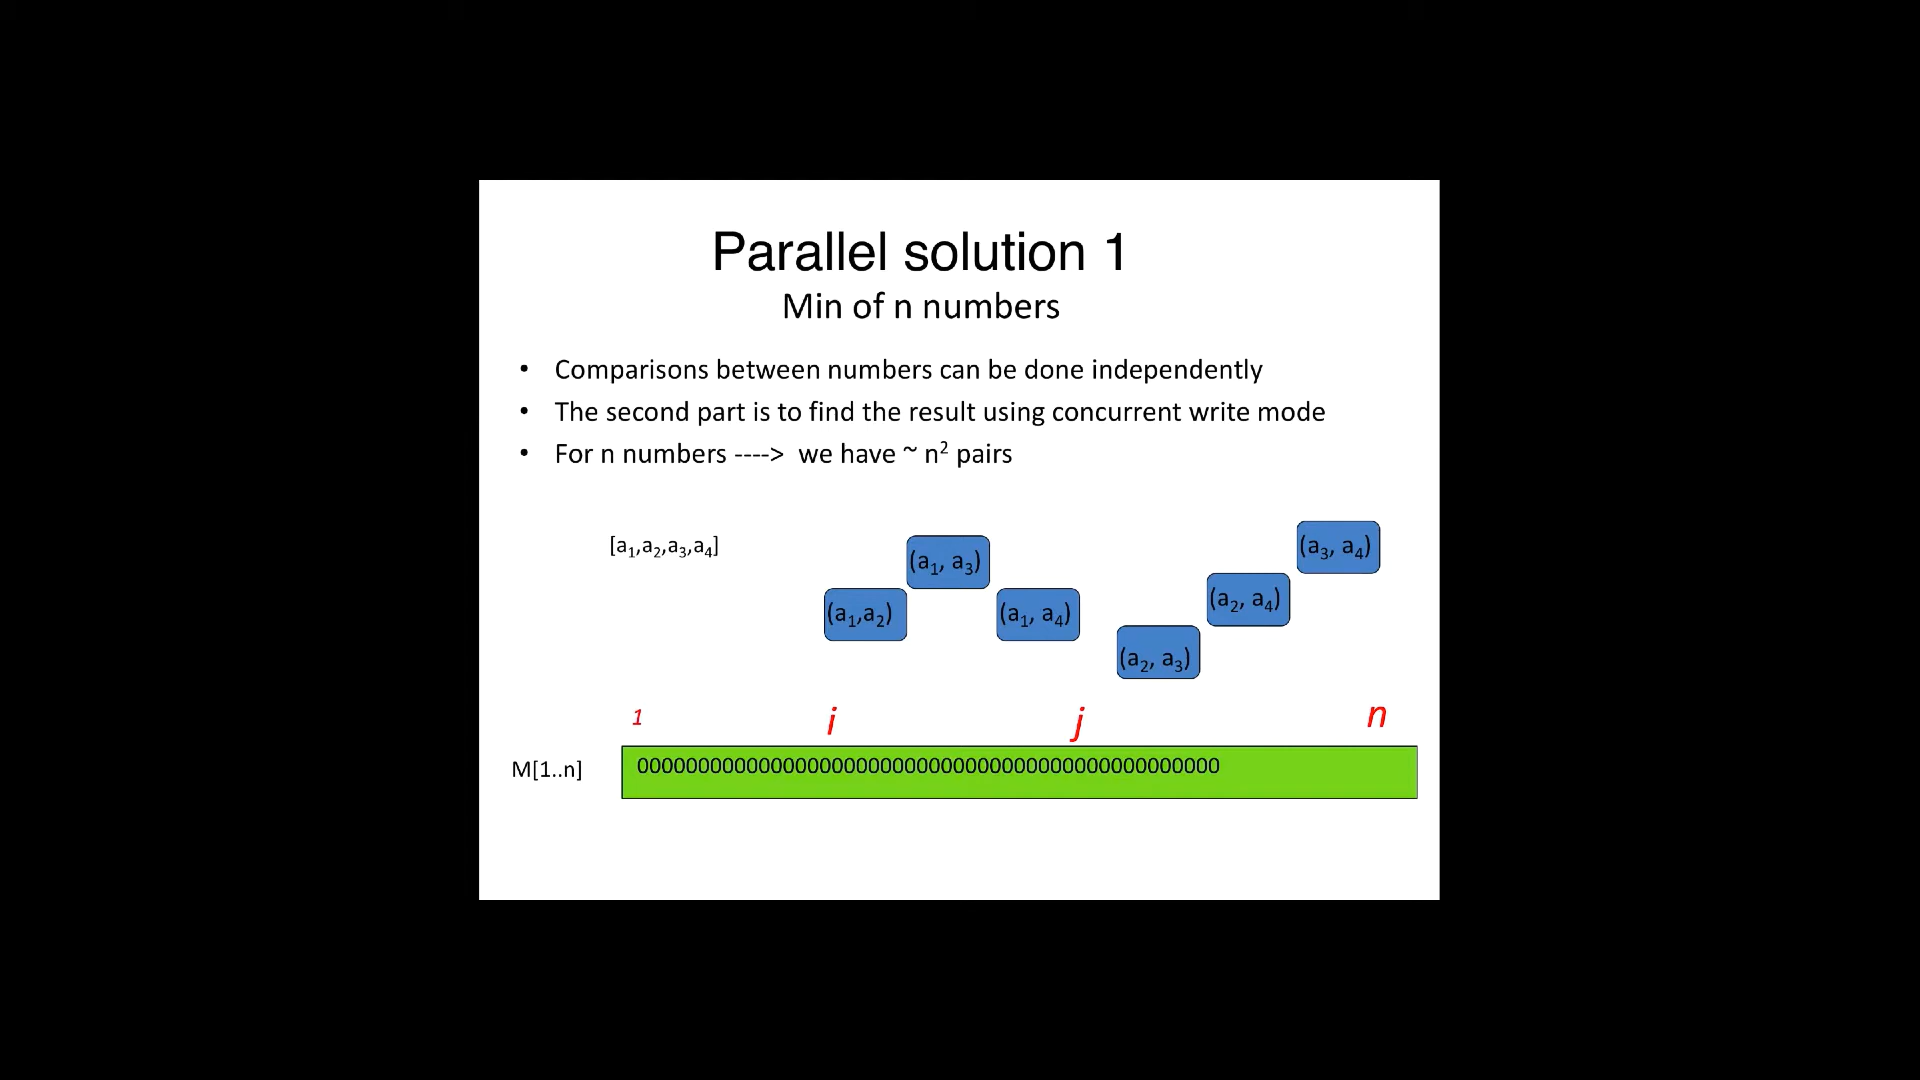 Parallel solution 1
Min of n numbers
• Comparisons between numbers can be done independently
• The second part is to find the result using concurrent write mode
• For n numbers ----> we have ~ n² pairs
[a₁,a₂,a₃,a₄]
(a₁,a₂)
(a₁, a₃)
(a₁, a₄)
(a₂, a₃)
(a₂, a₄)
(a₃, a₄)
1 i j n
M[1..n] 000000000000000000000000000000000000000000000000